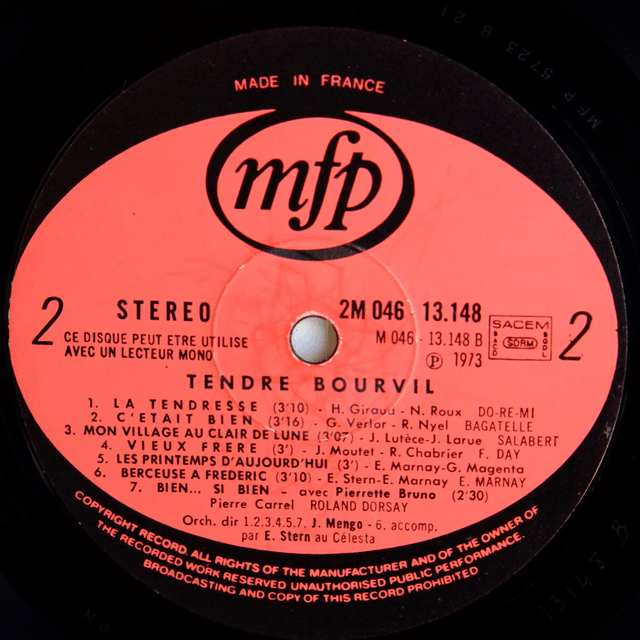 MADE IN FRANCE
mfp
STEREO
2M 046 - 13.148
2
CE DISQUE PEUT ETRE UTILISE
AVEC UN LECTEUR MONO
M 046 - 13.148 B
℗ 1973
SACEM
SACD SDRM SGDL
2
TENDRE BOURVIL
1. LA TENDRESSE (3'10) - H. Giraud - N. Roux DO-RE-MI
2. C'ETAIT BIEN (3'16) - G. Verlor - R. Nyel BAGATELLE
3. MON VILLAGE AU CLAIR DE LUNE (3'07) - J. Lutèce-J. Larue SALABERT
4. VIEUX FRERE (3') - J. Moutet - R. Chabrier F. DAY
5. LES PRINTEMPS D'AUJOURD'HUI (3') - E. Marnay-G. Magenta
6. BERCEUSE A FREDERIC (3'10) - E. Stern-E. Marnay E. MARNAY
7. BIEN... SI BIEN - avec Pierrette Bruno (2'30)
Pierre Carrel ROLAND DORSAY
Orch. dir 1.2.3.4.5.7. J. Mengo - 6. accomp.
par E. Stern au Célesta
COPYRIGHT RECORD. ALL RIGHTS OF THE MANUFACTURER AND OF THE OWNER OF
THE RECORDED WORK RESERVED UNAUTHORISED PUBLIC PERFORMANCE.
BROADCASTING AND COPY OF THIS RECORD PROHIBITED